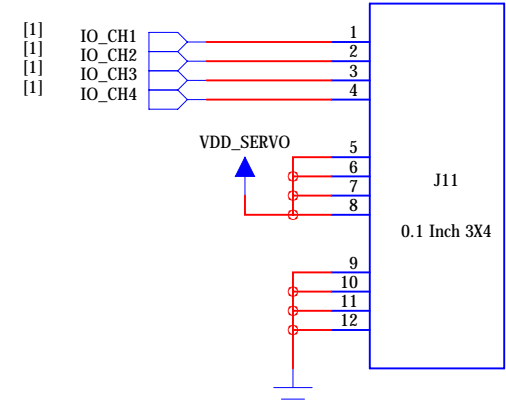 [1] IO_CH1 1
[1] IO_CH2 2
[1] IO_CH3 3
[1] IO_CH4 4
VDD_SERVO
5
6
7
8
J11
0.1 Inch 3X4
9
10
11
12